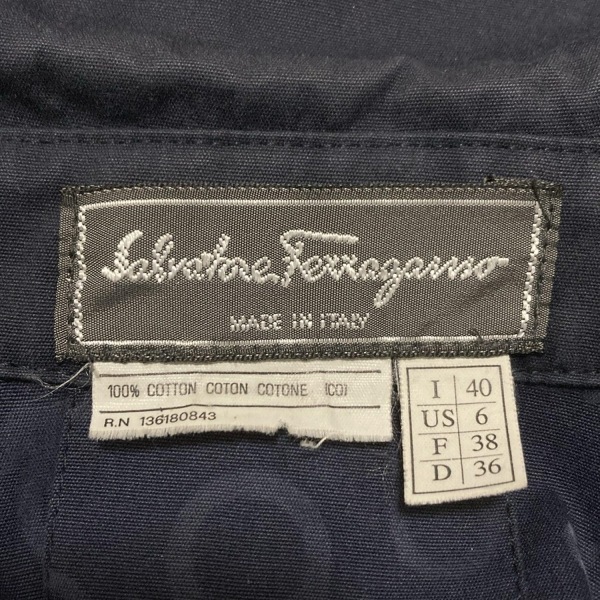 Salvatore Ferragamo
MADE IN ITALY
100% COTTON COTON COTONE (CO)
R.N 136180843
I 40
US 6
F 38
D 36